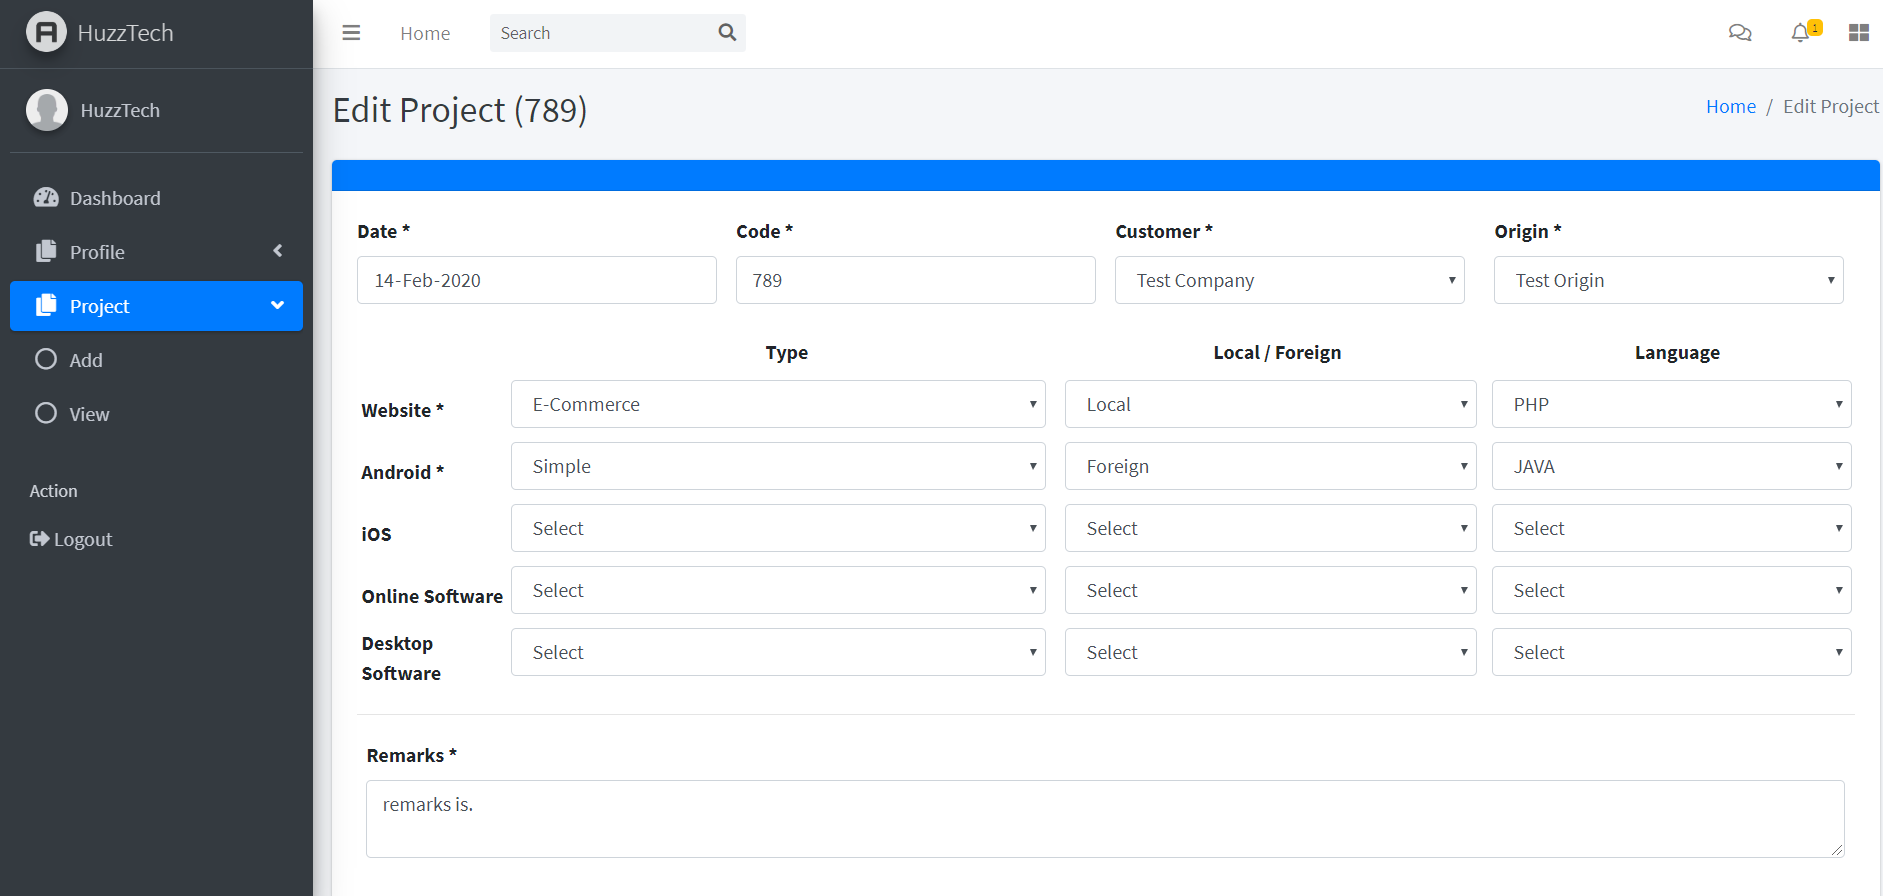 HuzzTech
Home
Search
1
HuzzTech
Dashboard
Profile
Project
Add
View
Action
Logout
Edit Project (789)
Home / Edit Project
Date * Code * Customer * Origin *
14-Feb-2020 789 Test Company Test Origin
Type Local / Foreign Language
Website * E-Commerce Local PHP
Android * Simple Foreign JAVA
iOS Select Select Select
Online Software Select Select Select
Desktop
Software Select Select Select
Remarks *
remarks is.